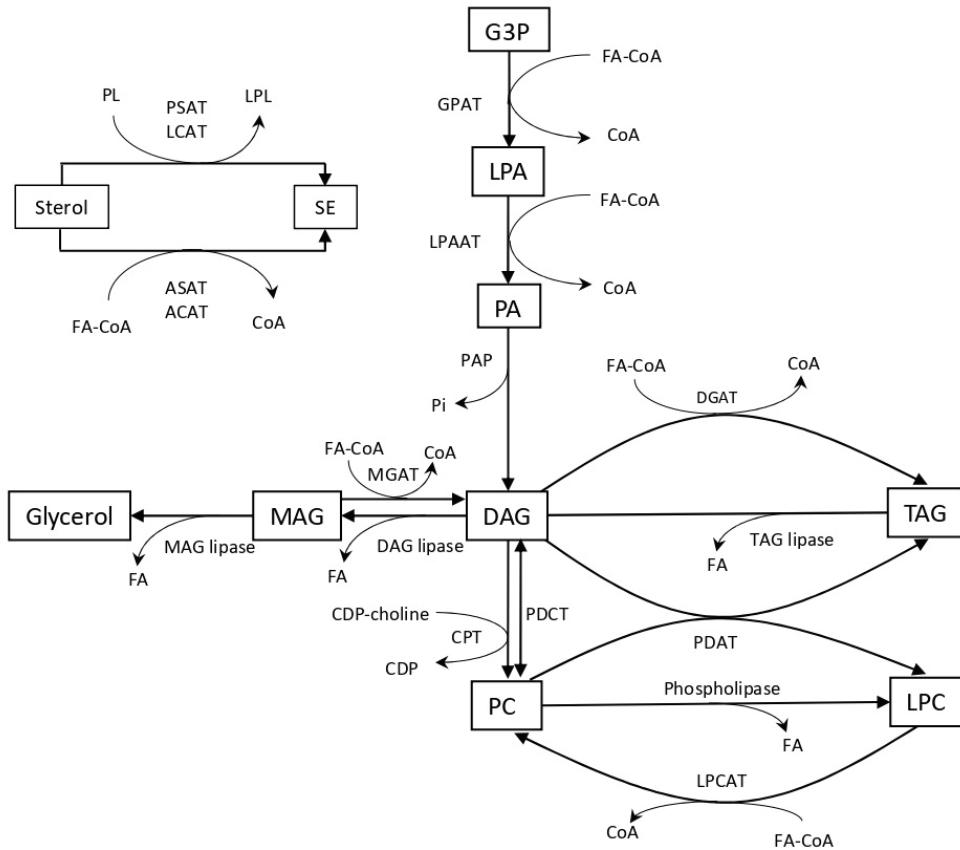 G3P
FA-CoA
GPAT
CoA
LPA
FA-CoA
LPAAT
CoA
PA
PAP
Pi
PL
PSAT
LCAT
LPL
Sterol
SE
ASAT
ACAT
FA-CoA
CoA
FA-CoA
CoA
DGAT
FA-CoA
CoA
MGAT
Glycerol
MAG
DAG
TAG
MAG lipase
FA
DAG lipase
FA
TAG lipase
FA
CDP-choline
CPT
CDP
PDCT
PDAT
PC
Phospholipase
FA
LPC
LPCAT
CoA
FA-CoA